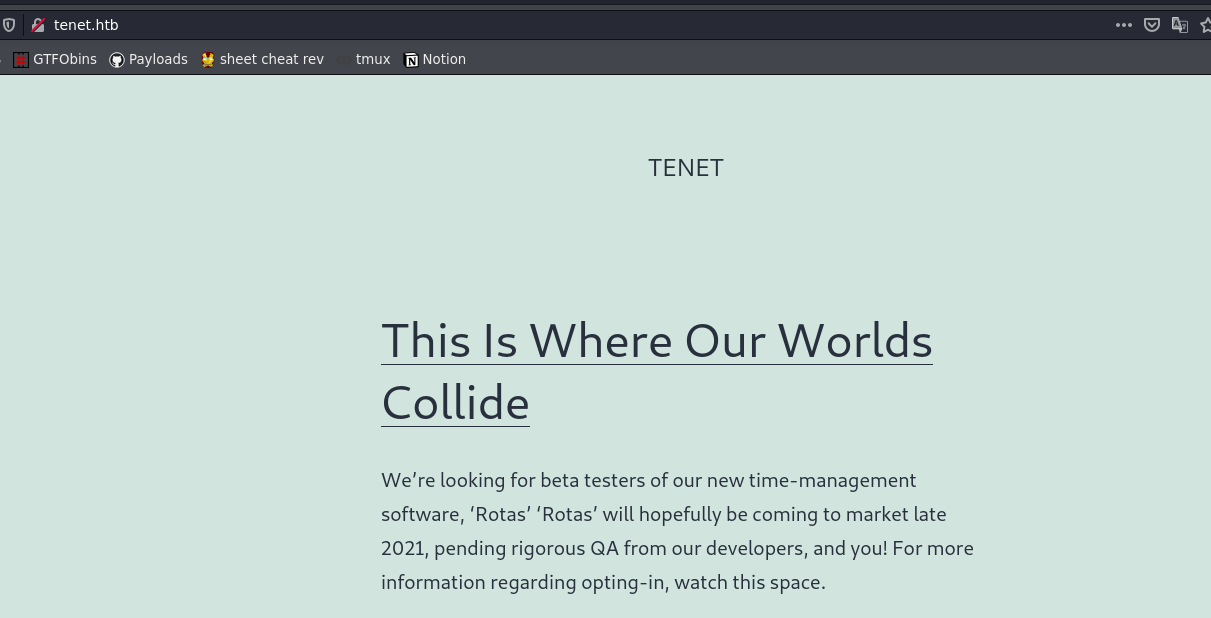 tenet.htb
GTFObins Payloads sheet cheat rev tmux Notion
TENET
This Is Where Our Worlds
Collide
We’re looking for beta testers of our new time-management
software, ‘Rotas’ ‘Rotas’ will hopefully be coming to market late
2021, pending rigorous QA from our developers, and you! For more
information regarding opting-in, watch this space.